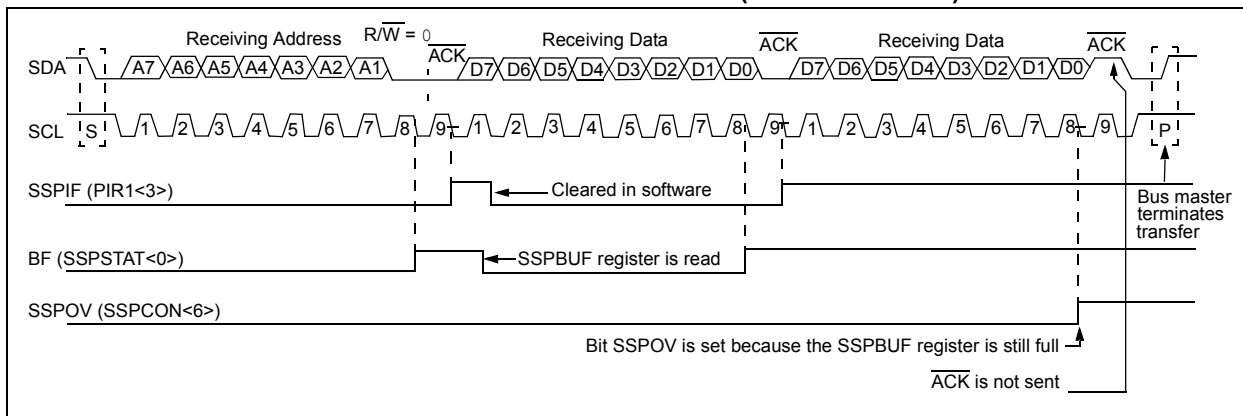 Receiving Address R/W = 0 ACK Receiving Data ACK Receiving Data ACK
SDA A7 A6 A5 A4 A3 A2 A1 D7 D6 D5 D4 D3 D2 D1 D0 D7 D6 D5 D4 D3 D2 D1 D0
SCL S 1 2 3 4 5 6 7 8 9 1 2 3 4 5 6 7 8 9 1 2 3 4 5 6 7 8 9 P
SSPIF (PIR1<3>) Cleared in software
Bus master
terminates
transfer
BF (SSPSTAT<0>) SSPBUF register is read
SSPOV (SSPCON<6>)
Bit SSPOV is set because the SSPBUF register is still full
ACK is not sent